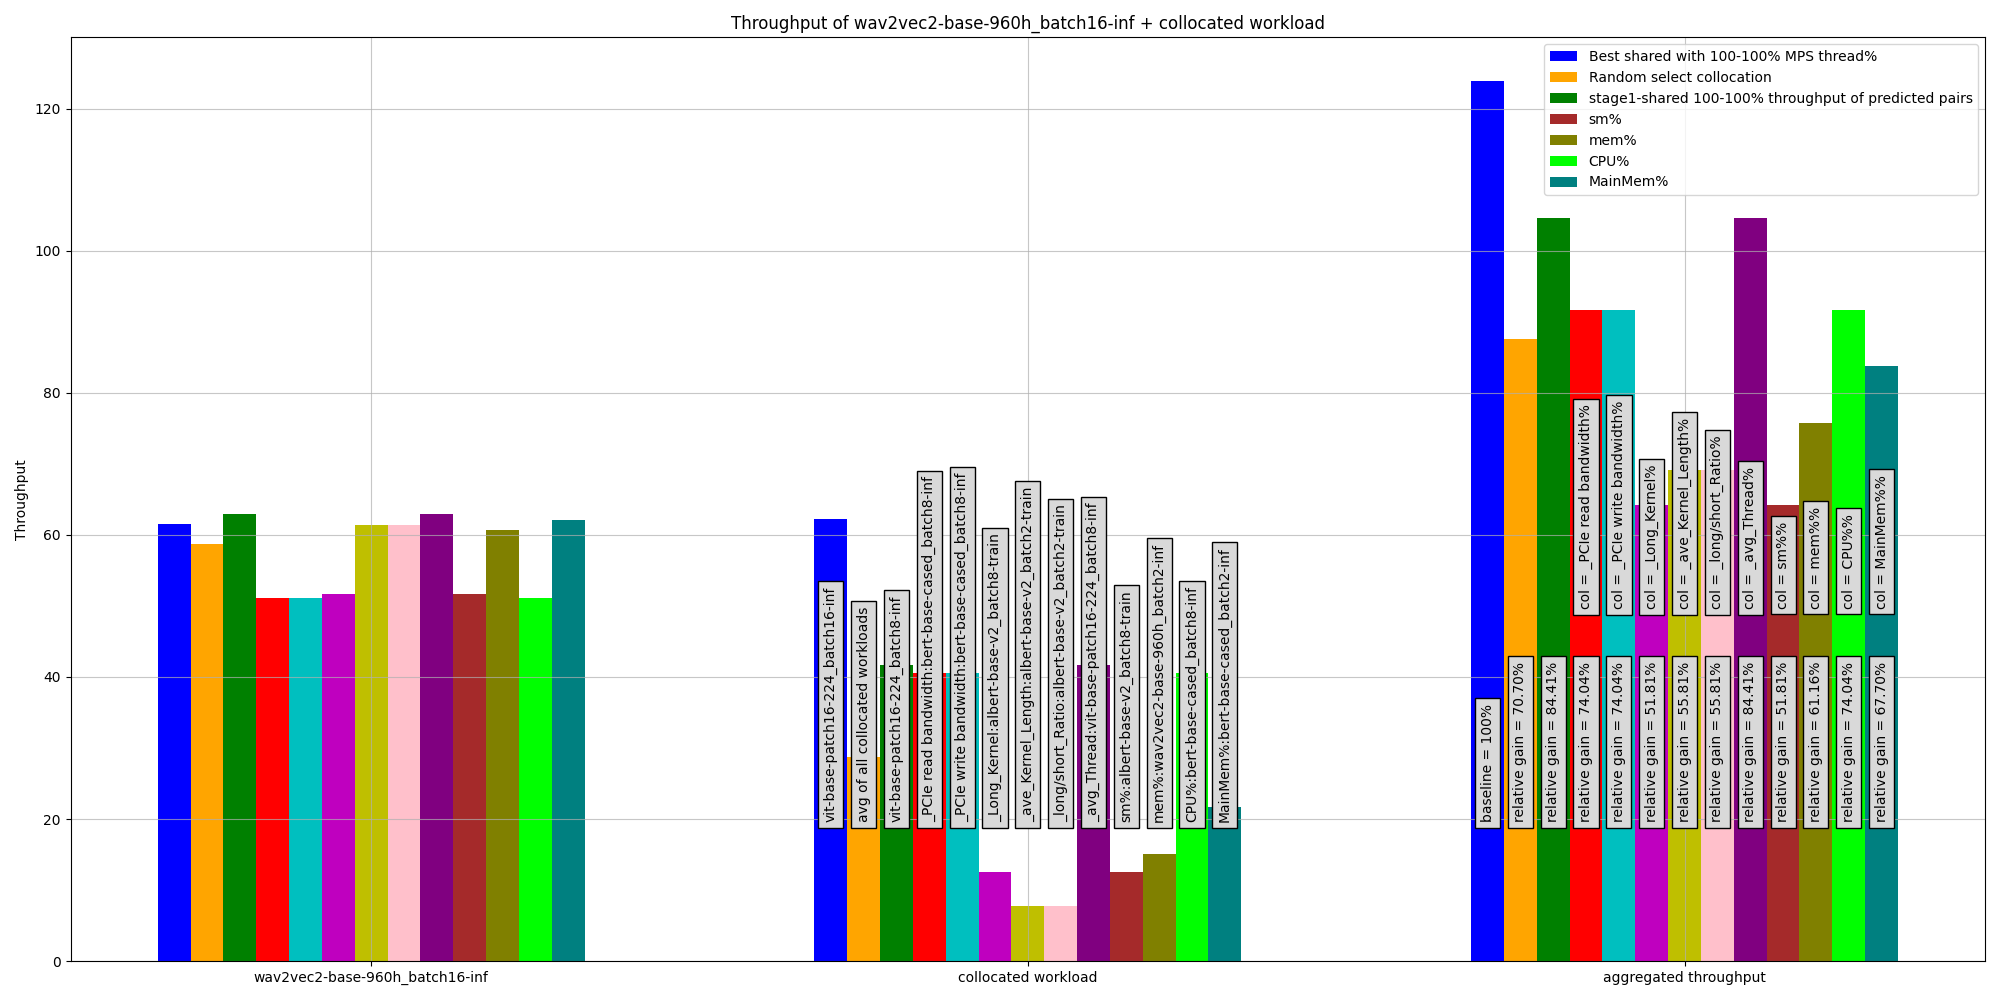 Throughput of wav2vec2-base-960h_batch16-inf + collocated workload
Best shared with 100-100% MPS thread%
Random select collocation
stage1-shared 100-100% throughput of predicted pairs
sm%
mem%
CPU%
MainMem%
Throughput
120
100
80
60
40
20
0
vit-base-patch16-224_batch16-inf
avg of all collocated workloads
vit-base-patch16-224_batch8-inf
_PCIe read bandwidth:bert-base-cased_batch8-inf
_PCIe write bandwidth:bert-base-cased_batch8-inf
_Long_Kernel:albert-base-v2_batch8-train
_ave_Kernel_Length:albert-base-v2_batch2-train
_long/short_Ratio:albert-base-v2_batch2-train
_avg_Thread:vit-base-patch16-224_batch8-inf
sm%:albert-base-v2_batch8-train
mem%:wav2vec2-base-960h_batch2-inf
CPU%:bert-base-cased_batch8-inf
MainMem%:bert-base-cased_batch2-inf
col = _PCIe read bandwidth%
col = _PCIe write bandwidth%
col = _Long_Kernel%
col = _ave_Kernel_Length%
col = _long/short_Ratio%
col = _avg_Thread%
col = sm%%
col = mem%%
col = CPU%%
col = MainMem%%
baseline = 100%
relative gain = 70.70%
relative gain = 84.41%
relative gain = 74.04%
relative gain = 74.04%
relative gain = 51.81%
relative gain = 55.81%
relative gain = 55.81%
relative gain = 84.41%
relative gain = 51.81%
relative gain = 61.16%
relative gain = 74.04%
relative gain = 67.70%
wav2vec2-base-960h_batch16-inf
collocated workload
aggregated throughput